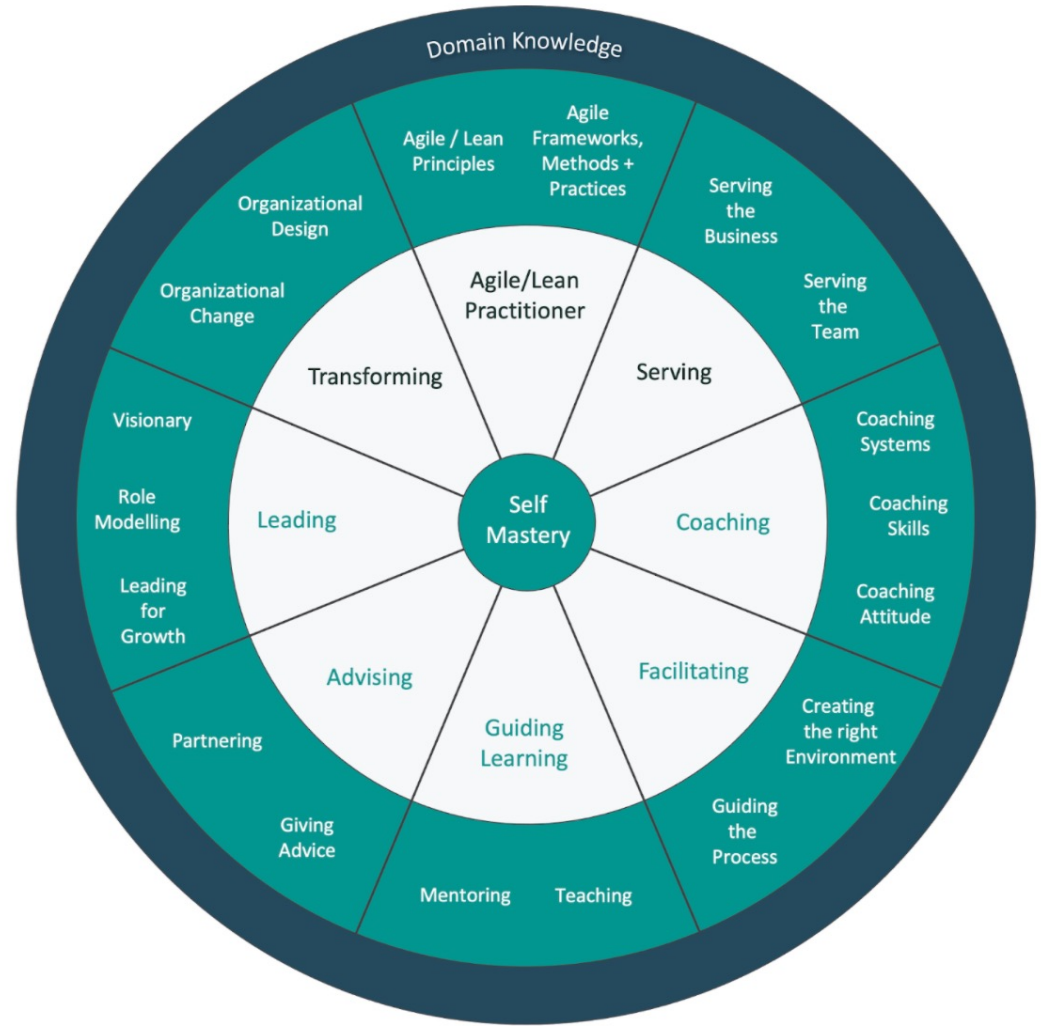 Domain Knowledge
Agile / Lean
Principles
Agile
Frameworks,
Methods +
Practices
Serving
the
Business
Serving
the
Team
Coaching
Systems
Coaching
Skills
Coaching
Attitude
Creating
the right
Environment
Guiding
the
Process
Teaching
Mentoring
Giving
Advice
Partnering
Leading
for
Growth
Role
Modelling
Visionary
Organizational
Change
Organizational
Design
Agile/Lean
Practitioner
Serving
Coaching
Facilitating
Guiding
Learning
Advising
Leading
Transforming
Self
Mastery